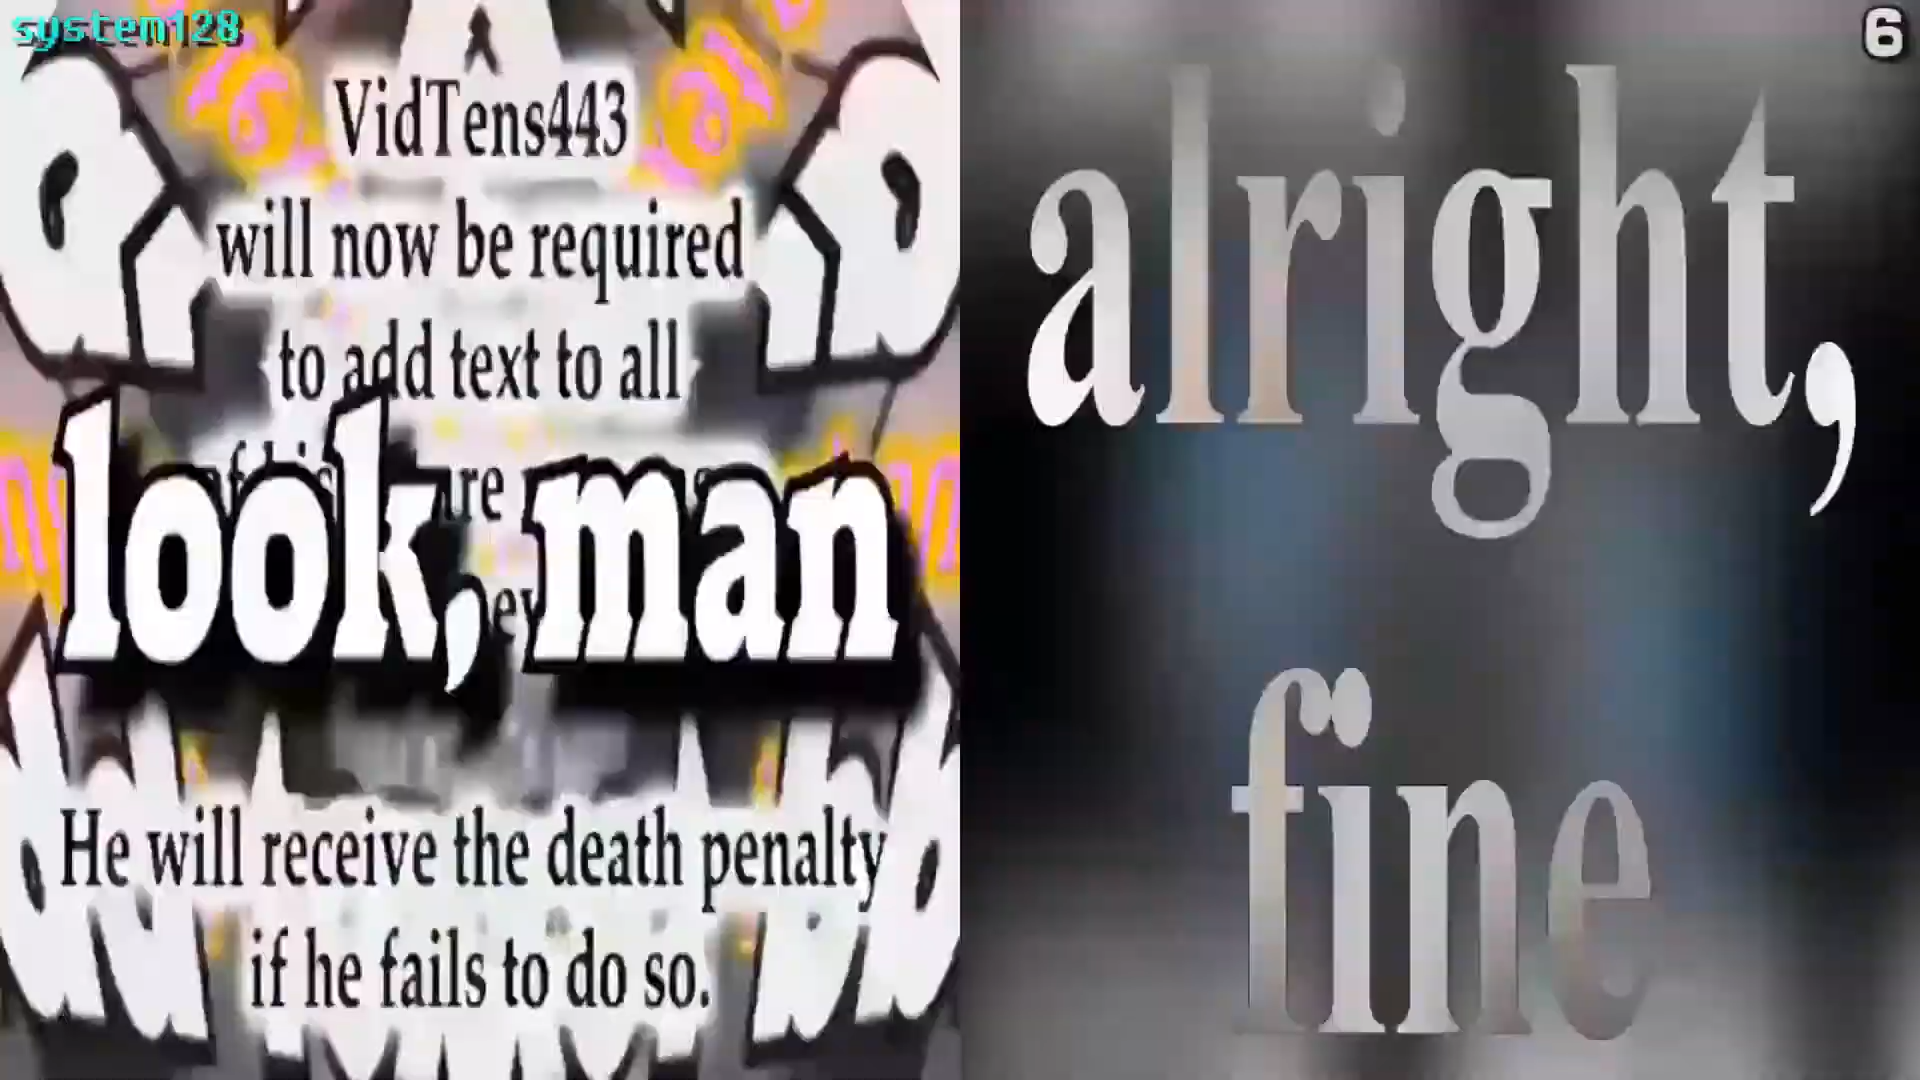 system128
VidTens443
will now be required
to add text to all
look, man
He will receive the death penalty
if he fails to do so.
6
alright,
fine